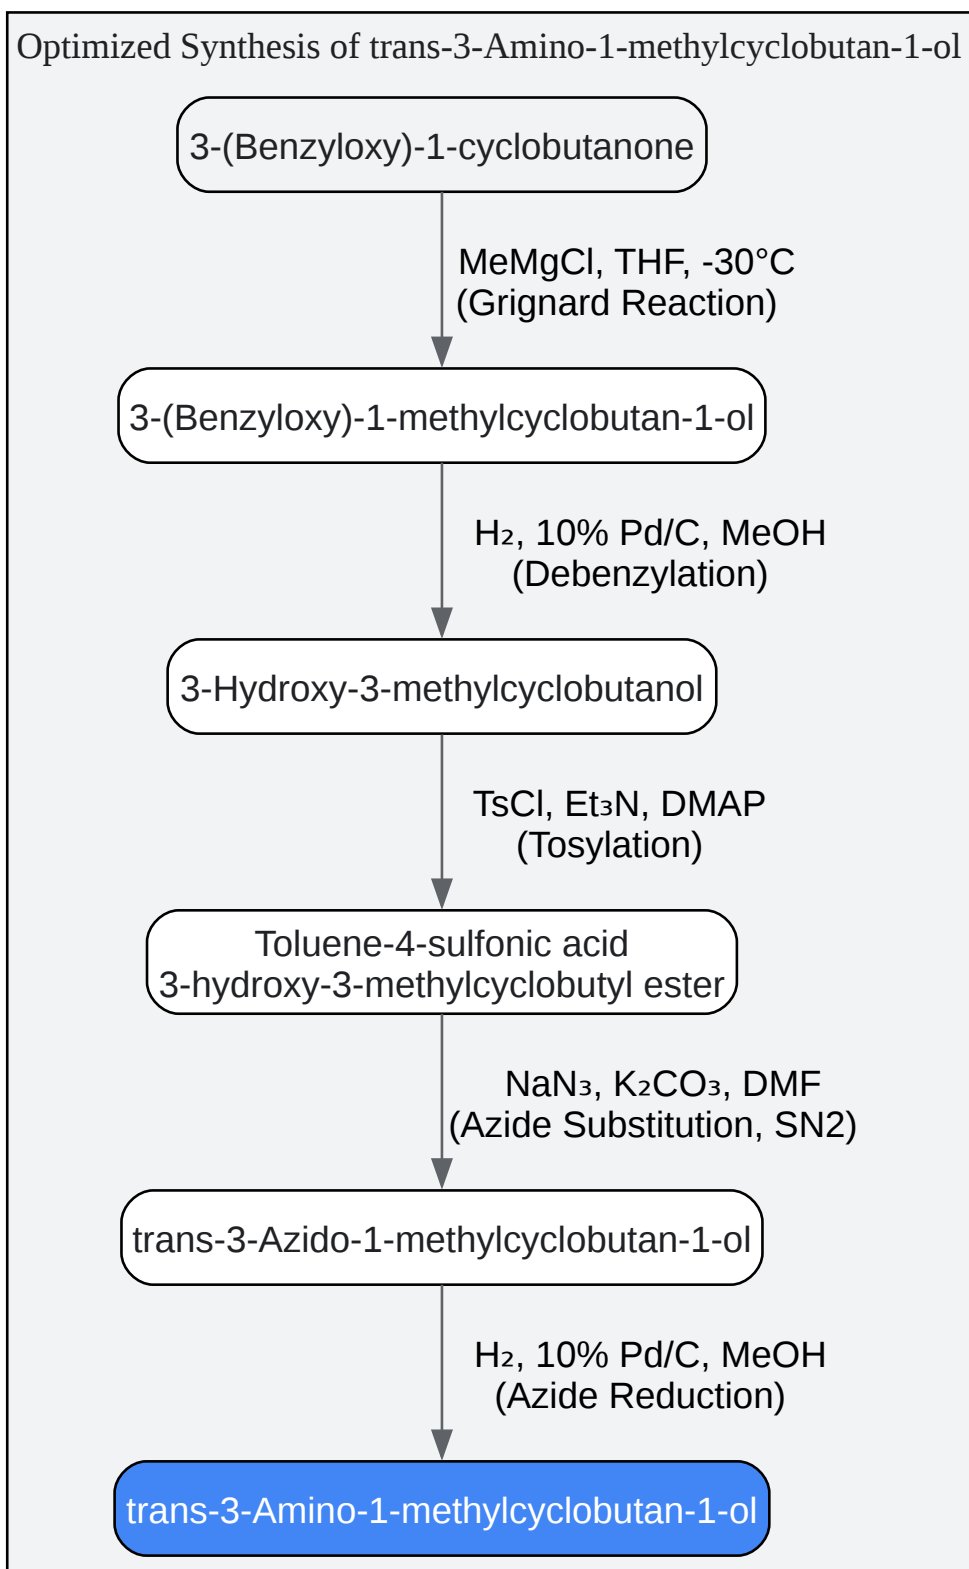 Optimized Synthesis of trans-3-Amino-1-methylcyclobutan-1-ol
3-(Benzyloxy)-1-cyclobutanone
MeMgCl, THF, -30°C
(Grignard Reaction)
3-(Benzyloxy)-1-methylcyclobutan-1-ol
H₂, 10% Pd/C, MeOH
(Debenzylation)
3-Hydroxy-3-methylcyclobutanol
TsCl, Et₃N, DMAP
(Tosylation)
Toluene-4-sulfonic acid
3-hydroxy-3-methylcyclobutyl ester
NaN₃, K₂CO₃, DMF
(Azide Substitution, SN2)
trans-3-Azido-1-methylcyclobutan-1-ol
H₂, 10% Pd/C, MeOH
(Azide Reduction)
trans-3-Amino-1-methylcyclobutan-1-ol